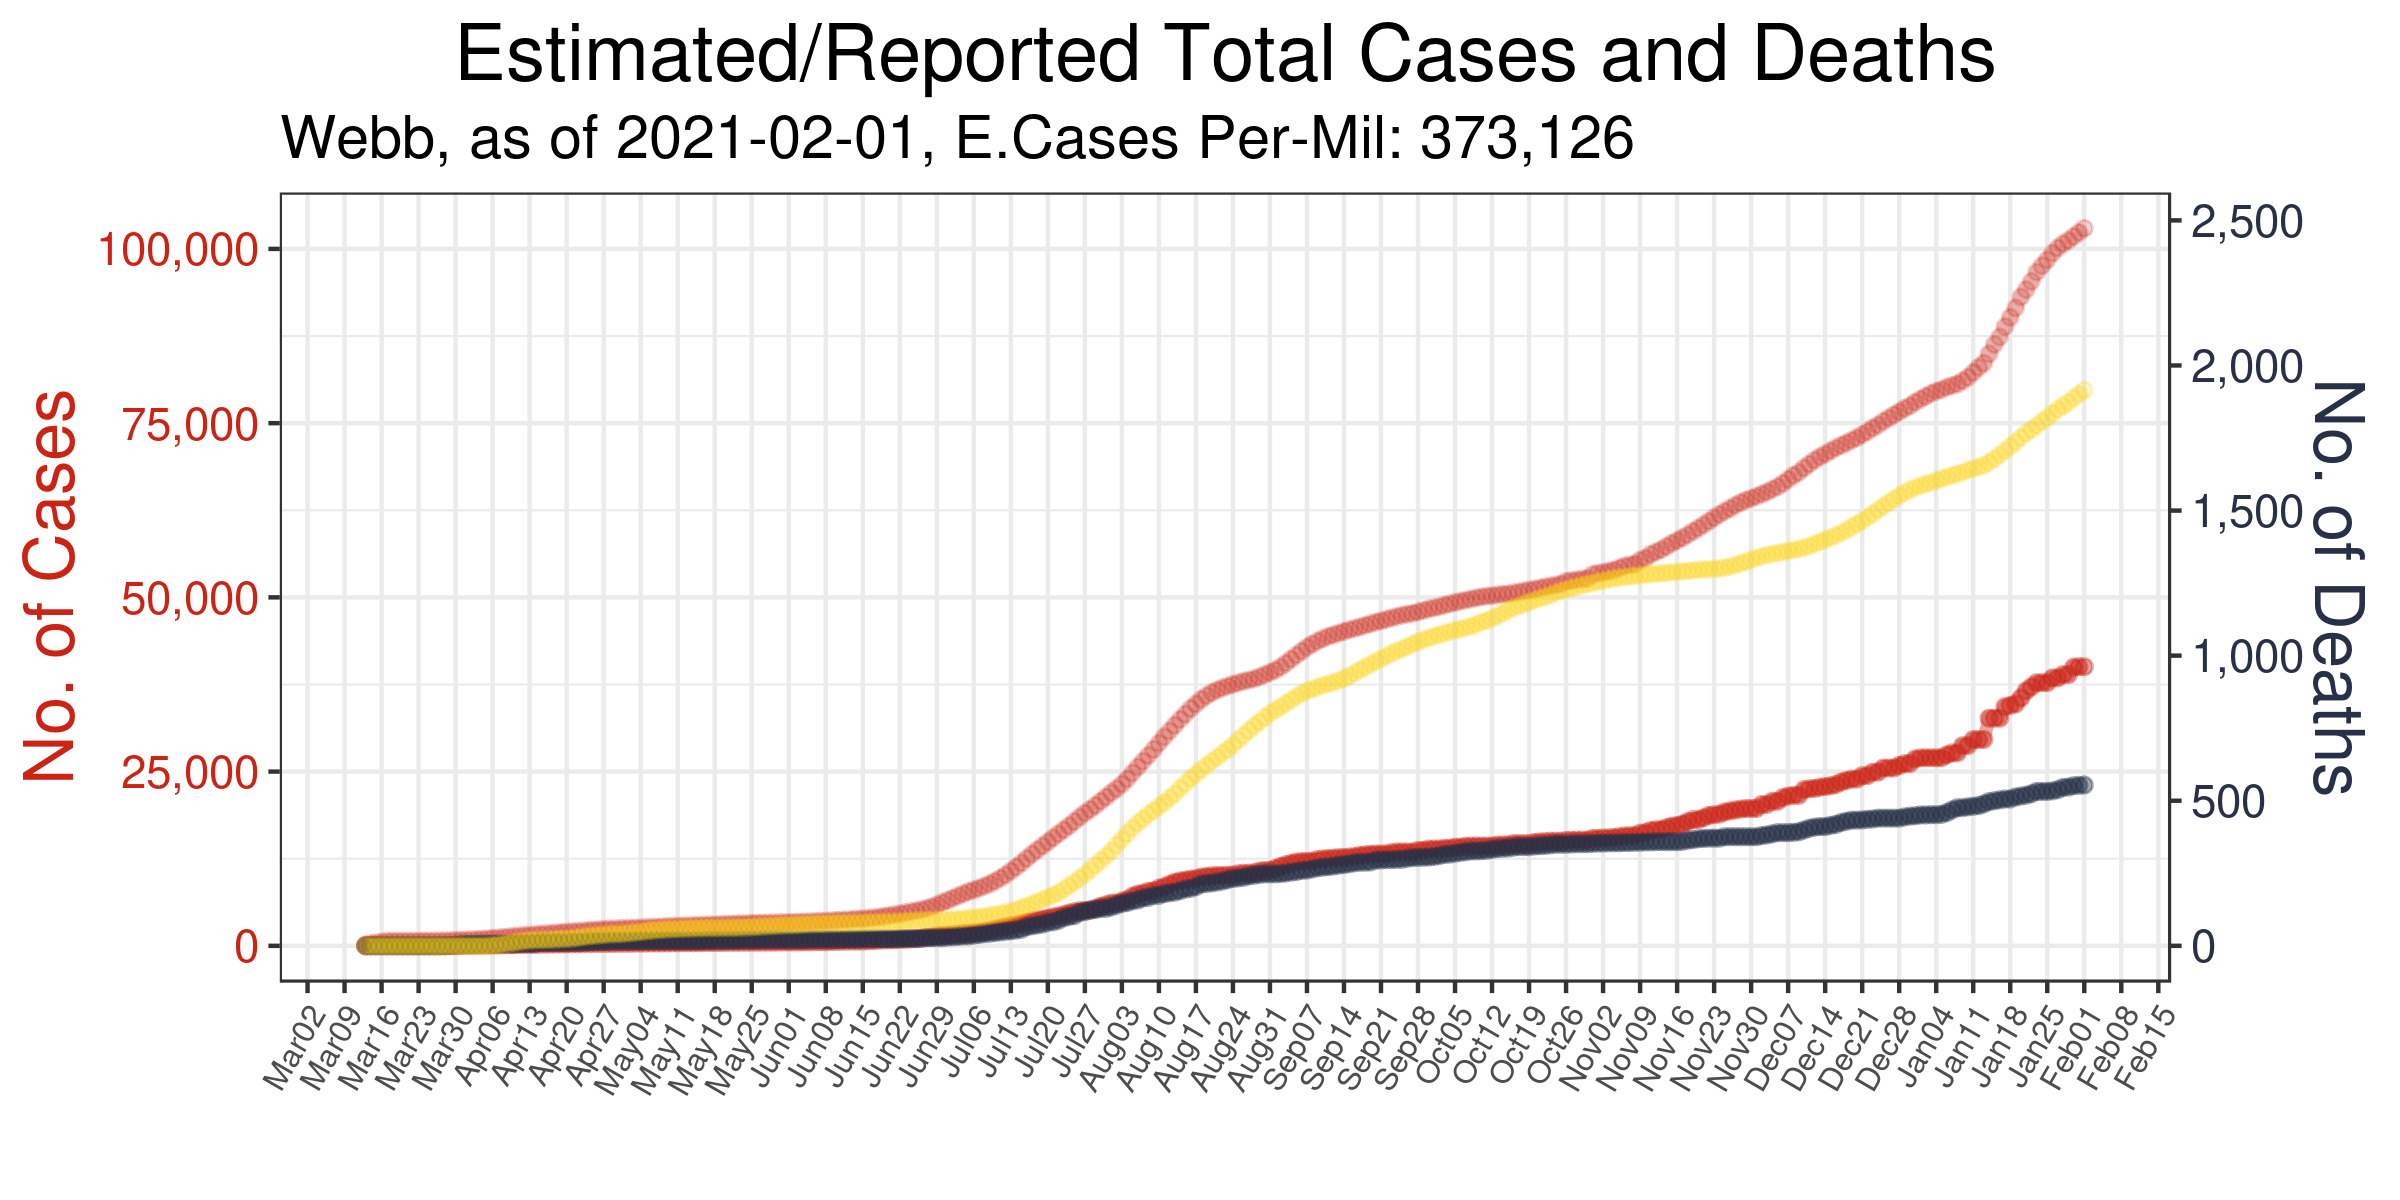 Estimated/Reported Total Cases and Deaths
Webb, as of 2021-02-01, E.Cases Per-Mil: 373,126
No. of Cases
100,000
75,000
50,000
25,000
0
2,500
2,000
1,500
1,000
500
0
No. of Deaths
Mar02
Mar09
Mar16
Mar23
Mar30
Apr06
Apr13
Apr20
Apr27
May04
May11
May18
May25
Jun01
Jun08
Jun15
Jun22
Jun29
Jul06
Jul13
Jul20
Jul27
Aug03
Aug10
Aug17
Aug24
Aug31
Sep07
Sep14
Sep21
Sep28
Oct05
Oct12
Oct19
Oct26
Nov02
Nov09
Nov16
Nov23
Nov30
Dec07
Dec14
Dec21
Dec28
Jan04
Jan11
Jan18
Jan25
Feb01
Feb08
Feb15